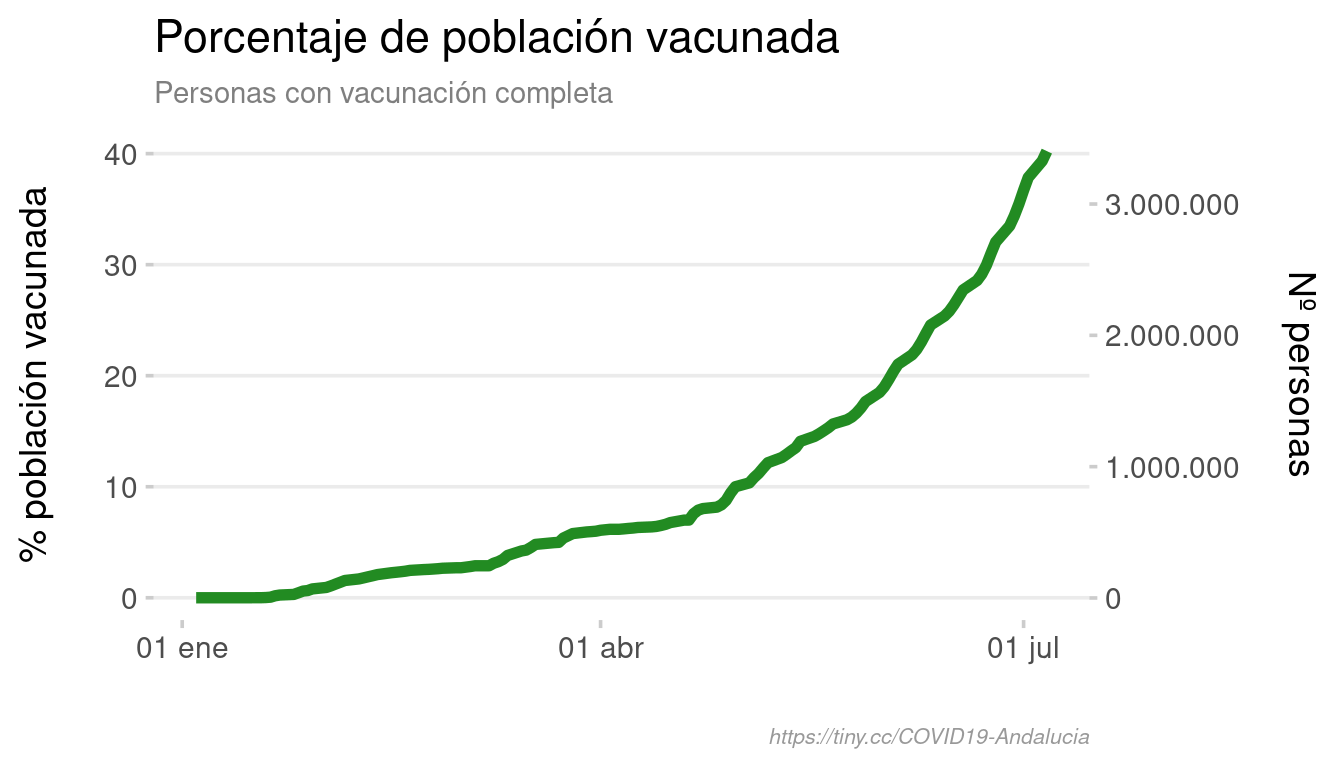 Porcentaje de población vacunada
Personas con vacunación completa
% población vacunada
40
30
20
10
0
3.000.000
2.000.000
1.000.000
0
Nº personas
01 ene
01 abr
01 jul
https://tiny.cc/COVID19-Andalucia